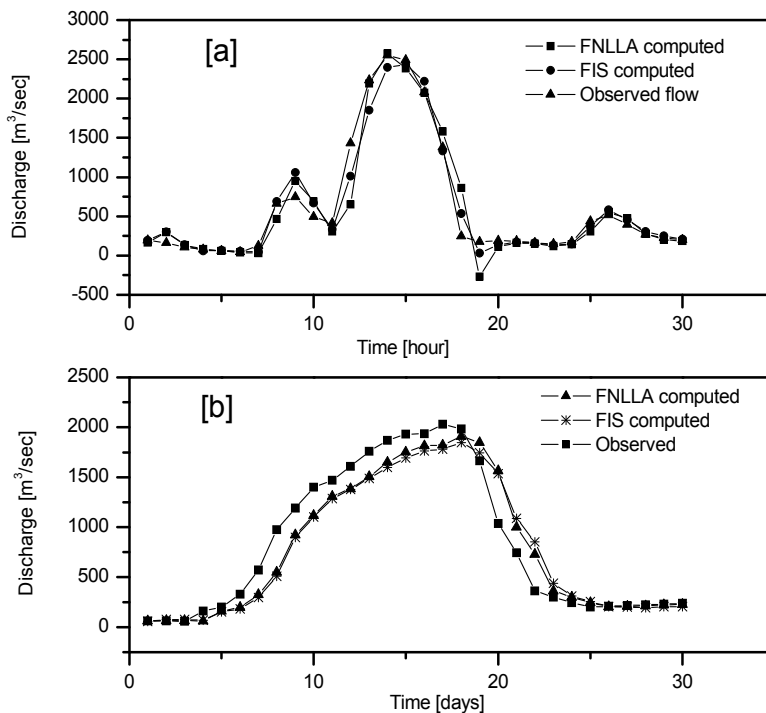 3000
2500
2000
1500
1000
500
0
-500
Discharge [m³/sec]
[a]
FNLLA computed
FIS computed
Observed flow
0 10 20 30
Time [hour]
2500
2000
1500
1000
500
0
Discharge [m³/sec]
[b]
FNLLA computed
FIS computed
Observed
0 10 20 30
Time [days]